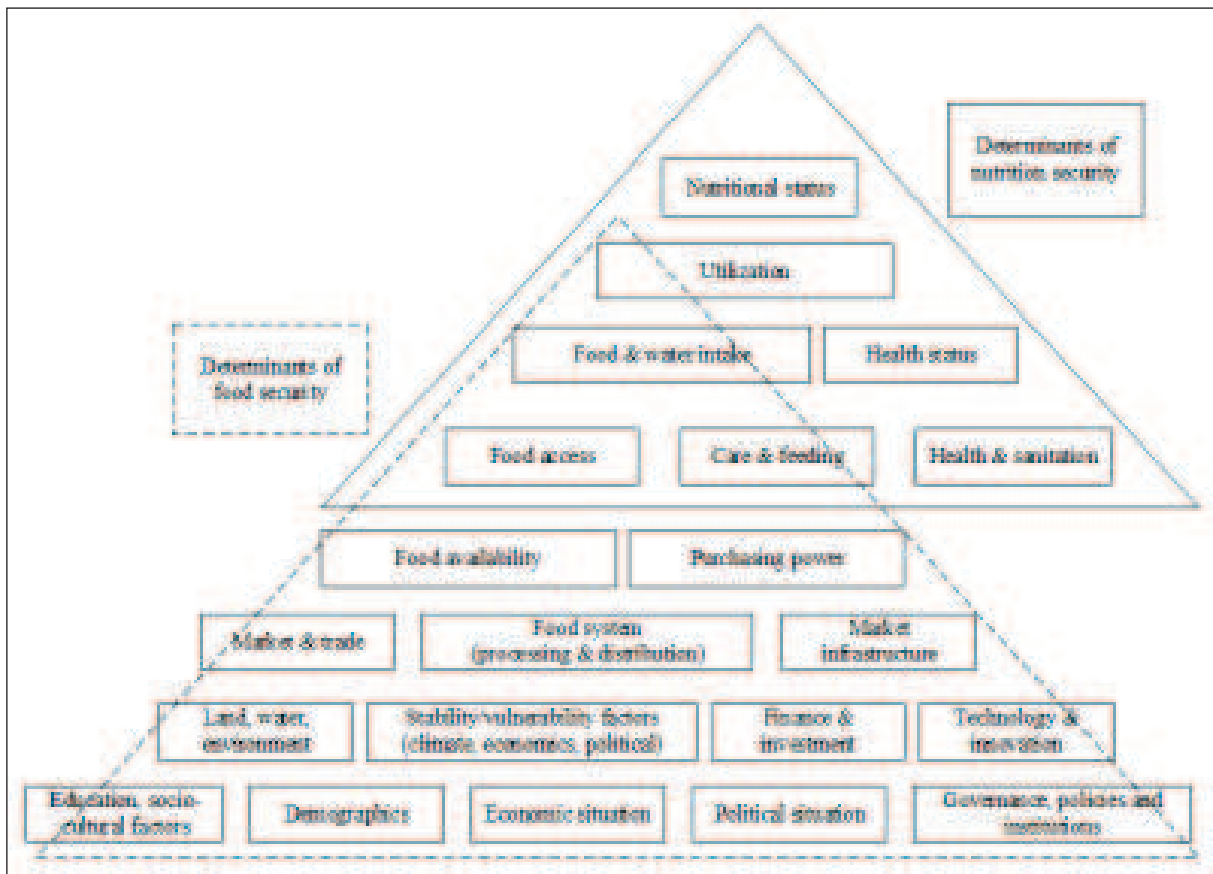 Determinants of
nutrition security
Nutritional status
Utilization
Food & water intake
Health status
Determinants of
food security
Food access
Care & feeding
Health & sanitation
Food availability
Purchasing power
Market & trade
Food system
(processing & distribution)
Market
infrastructure
Land, water,
environment
Stability/vulnerability factors
(climate, economics, political)
Finance &
investment
Technology &
innovation
Education, socio-
cultural factors
Demographics
Economic situation
Political situation
Governance, policies and
institutions